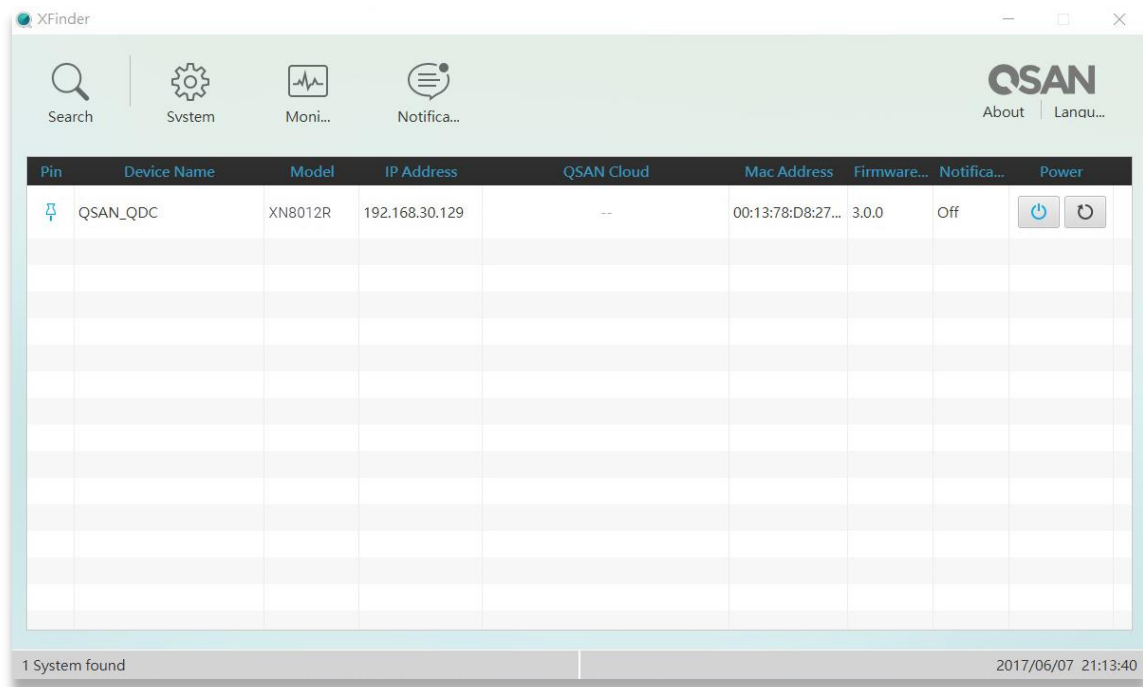 XFinder
QSAN
Search Svstem Moni... Notifica... About Langu...
Pin Device Name Model IP Address QSAN Cloud Mac Address Firmware... Notifica... Power
QSAN_QDC XN8012R 192.168.30.129 -- 00:13:78:D8:27... 3.0.0 Off
1 System found 2017/06/07 21:13:40